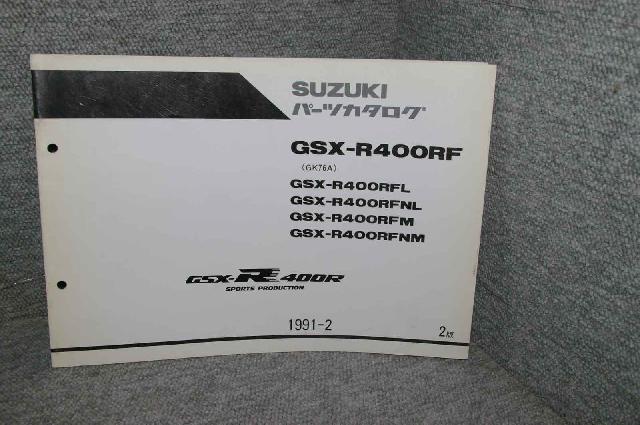 SUZUKI
パーツカタログ
GSX-R400RF
(GK76A)
GSX-R400RFL
GSX-R400RFNL
GSX-R400RFM
GSX-R400RFNM
GSX-R 400R
SPORTS PRODUCTION
1991-2
2版